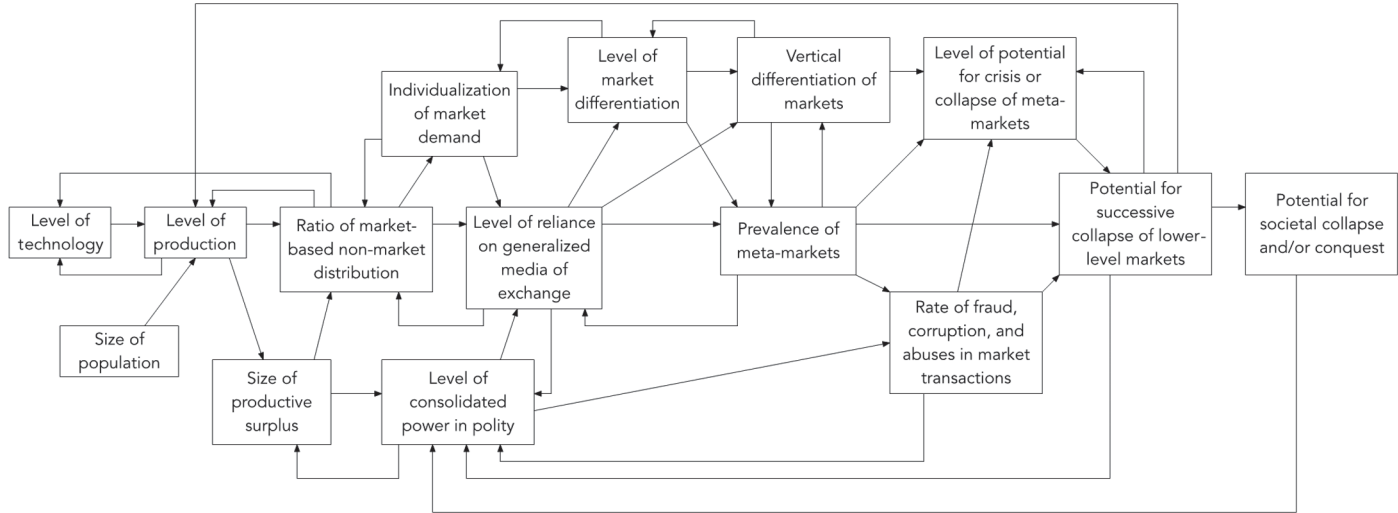 Level of
technology
Level of
production
Size of
population
Ratio of market-
based non-market
distribution
Size of
productive
surplus
Individualization
of market
demand
Level of reliance
on generalized
media of
exchange
Level of
consolidated
power in polity
Level of
market
differentiation
Vertical
differentiation of
markets
Prevalence of
meta-markets
Level of potential
for crisis or
collapse of meta-
markets
Rate of fraud,
corruption, and
abuses in market
transactions
Potential for
successive
collapse of lower-
level markets
Potential for
societal collapse
and/or conquest